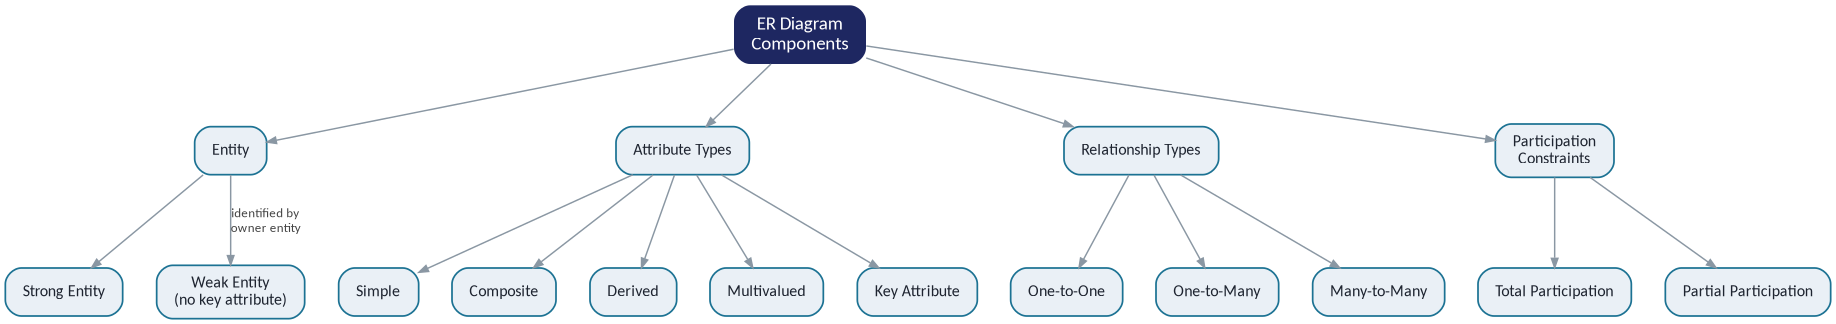 ER Diagram
Components
Entity
Attribute Types
Relationship Types
Participation
Constraints
identified by
owner entity
Strong Entity
Weak Entity
(no key attribute)
Simple
Composite
Derived
Multivalued
Key Attribute
One-to-One
One-to-Many
Many-to-Many
Total Participation
Partial Participation